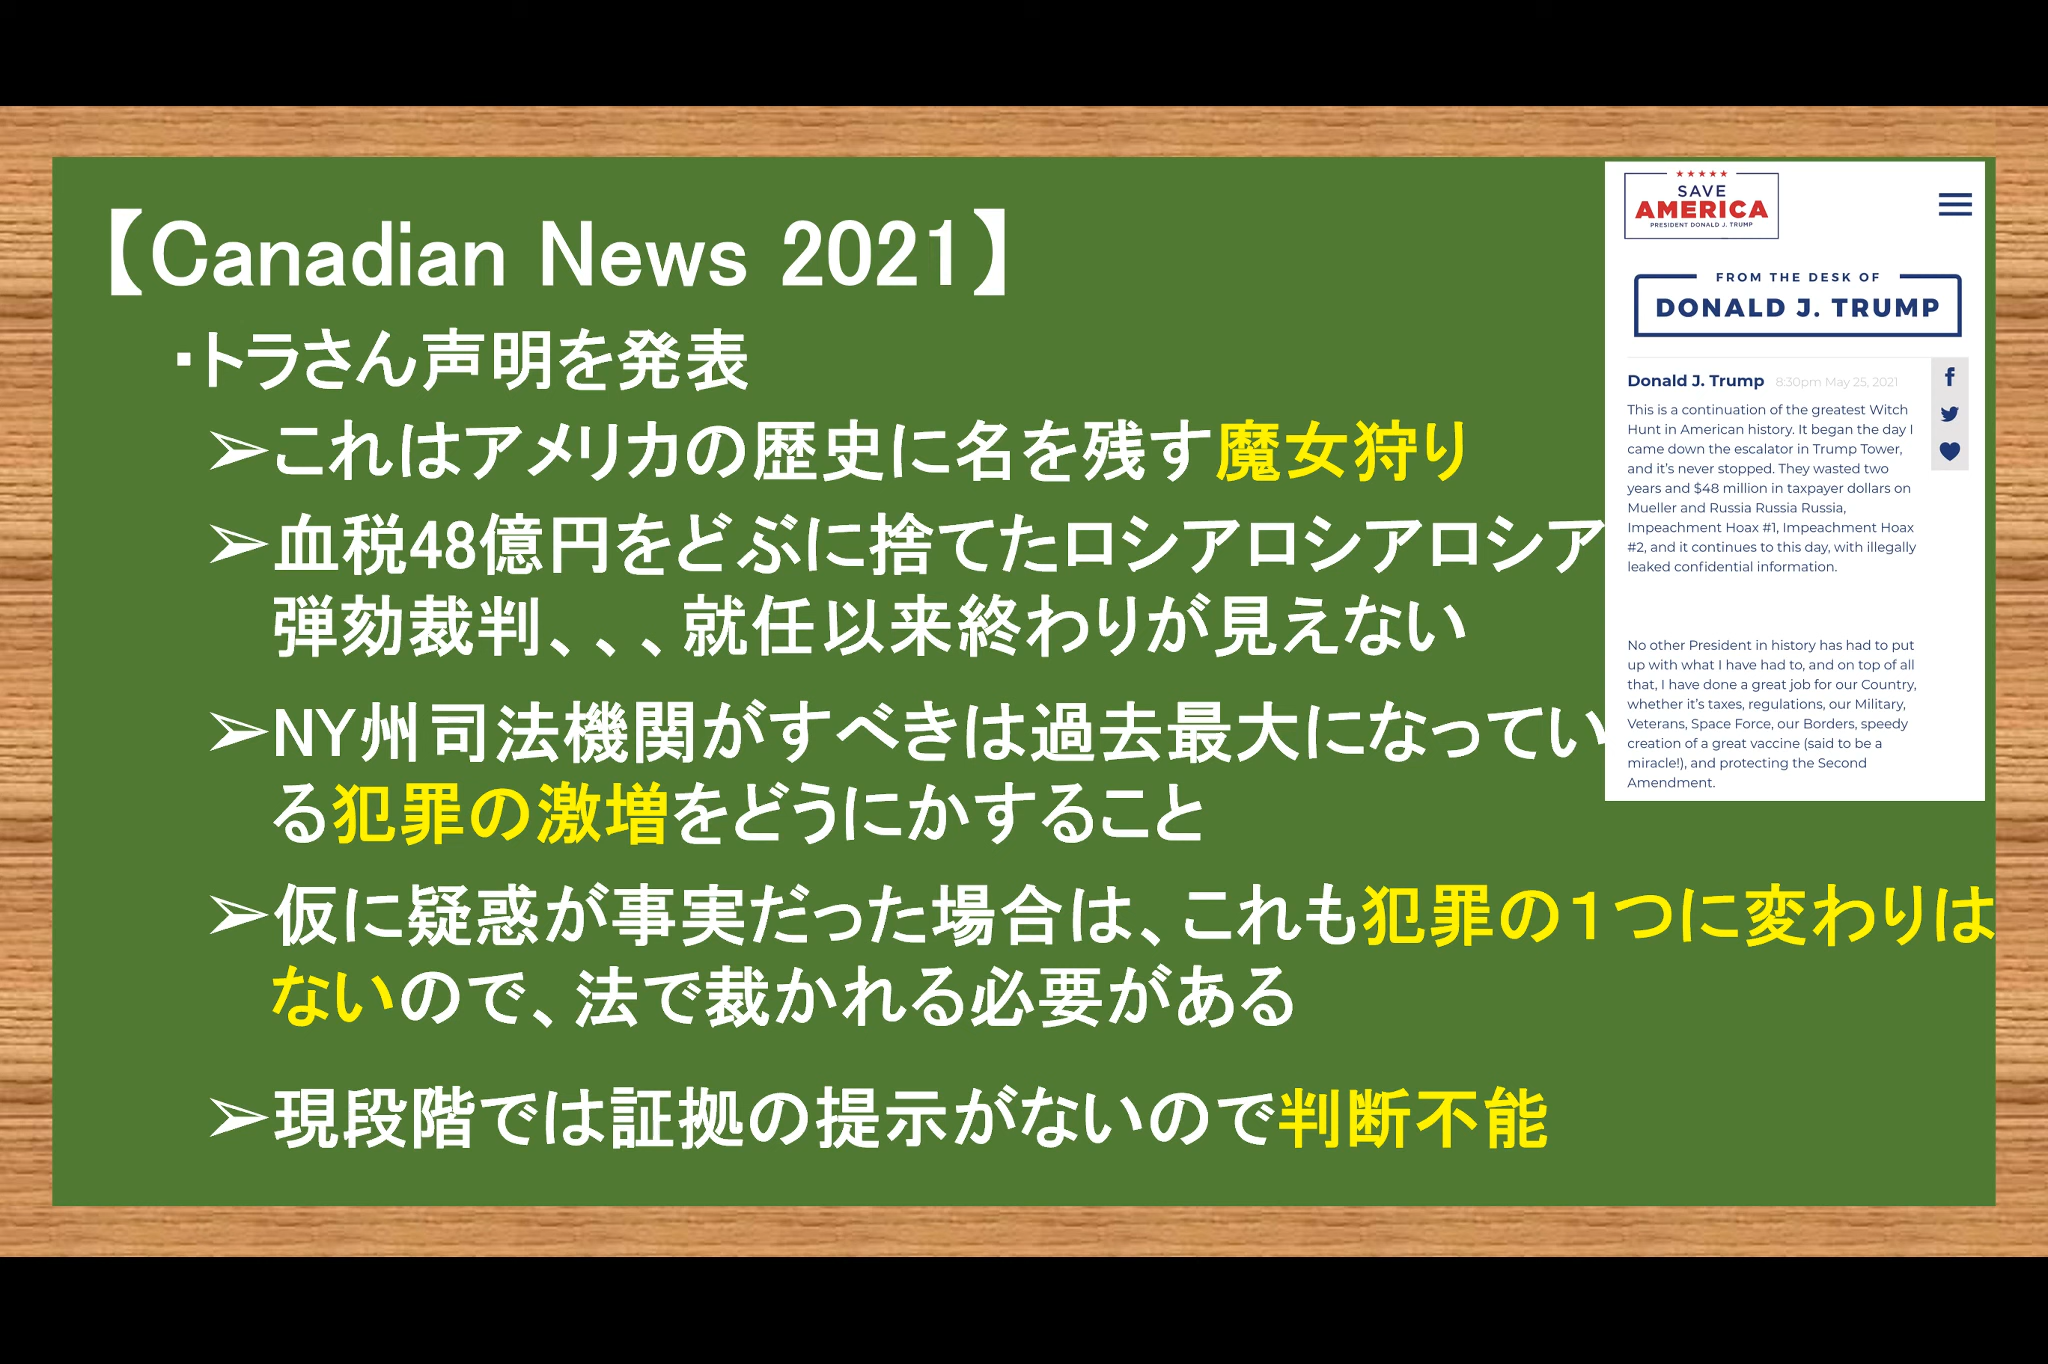 【Canadian News 2021】
・トラさん声明を発表
➢これはアメリカの歴史に名を残す魔女狩り
➢血税48億円をどぶに捨てたロシアロシアロシア
弾劾裁判、、、就任以来終わりが見えない
➢NY州司法機関がすべきは過去最大になってい
る犯罪の激増をどうにかすること
➢仮に疑惑が事実だった場合は、これも犯罪の1つに変わりは
ないので、法で裁かれる必要がある
➢現段階では証拠の提示がないので判断不能
SAVE
AMERICA
PRESIDENT DONALD J. TRUMP
FROM THE DESK OF
DONALD J. TRUMP
Donald J. Trump 8:30pm May 25, 2021
This is a continuation of the greatest Witch
Hunt in American history. It began the day I
came down the escalator in Trump Tower,
and it's never stopped. They wasted two
years and $48 million in taxpayer dollars on
Mueller and Russia Russia Russia,
Impeachment Hoax #1, Impeachment Hoax
#2, and it continues to this day, with illegally
leaked confidential information.
No other President in history has had to put
up with what I have had to, and on top of all
that, I have done a great job for our Country,
whether it's taxes, regulations, our Military,
Veterans, Space Force, our Borders, speedy
creation of a great vaccine (said to be a
miracle!), and protecting the Second
Amendment.